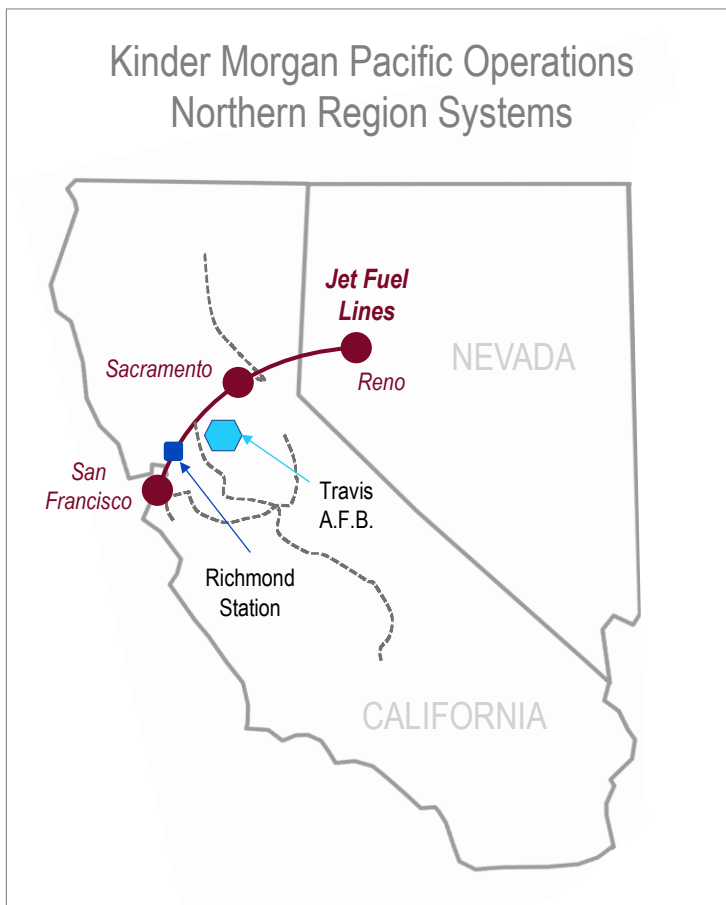 Kinder Morgan Pacific Operations
Northern Region Systems
Jet Fuel
Lines
NEVADA
Sacramento
Reno
San
Francisco
Travis
A.F.B.
Richmond
Station
CALIFORNIA